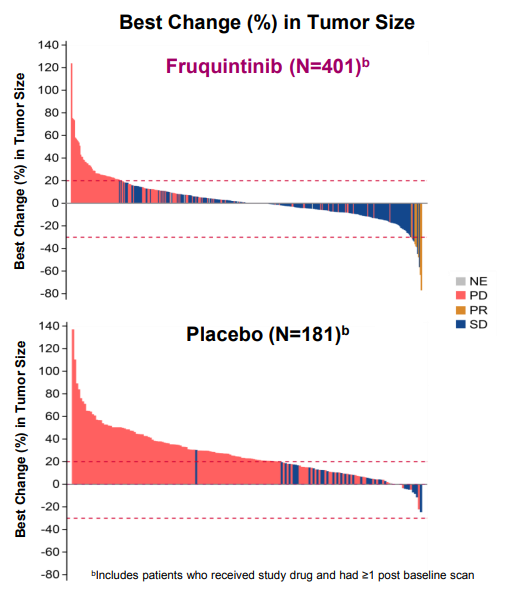 Best Change (%) in Tumor Size
Fruquintinib (N=401)ᵇ
Best Change (%) in Tumor Size
140
120
100
80
60
40
20
0
-20
-40
-60
-80
NE
PD
PR
SD
Placebo (N=181)ᵇ
Best Change (%) in Tumor Size
140
120
100
80
60
40
20
0
-20
-40
-60
-80
ᵇIncludes patients who received study drug and had ≥1 post baseline scan